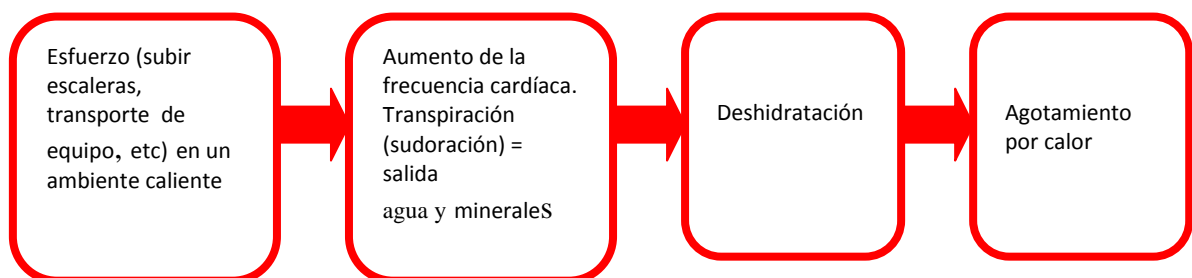 Esfuerzo (subir
escaleras,
transporte de
equipo, etc) en un
ambiente caliente
Aumento de la
frecuencia cardíaca.
Transpiración
(sudoración) =
salida
agua y mineraleS
Deshidratación
Agotamiento
por calor